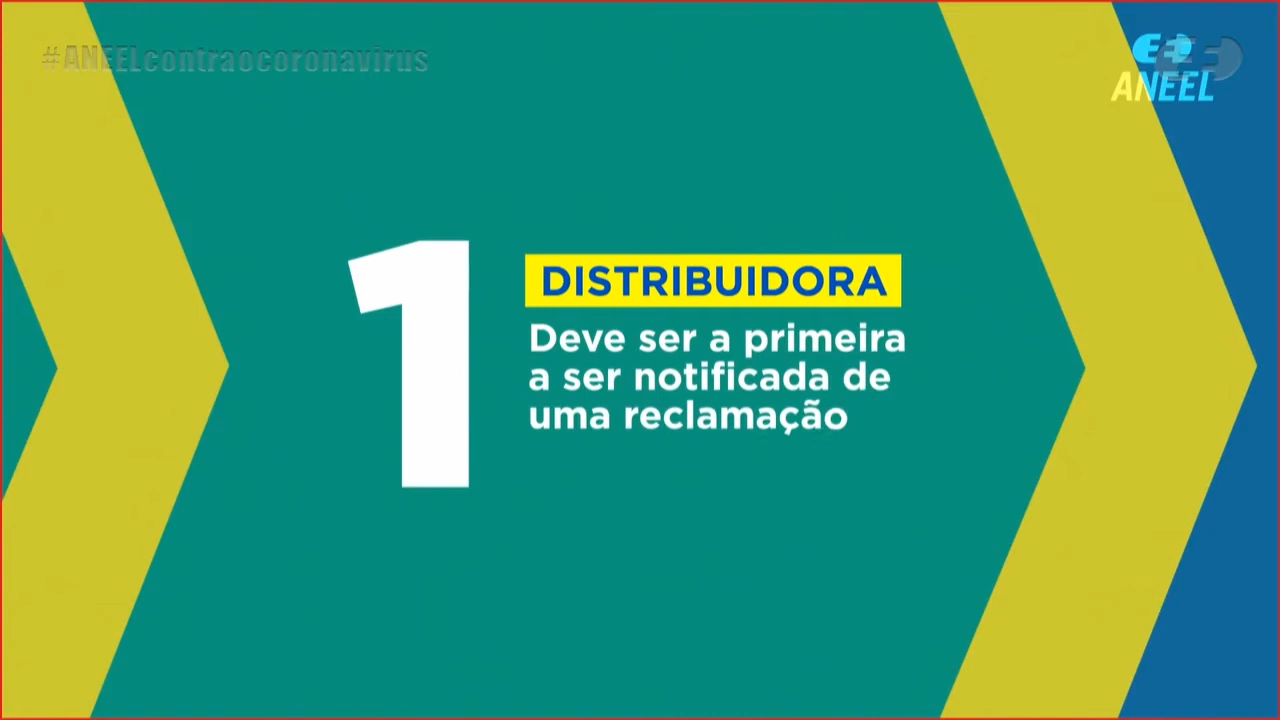 #ANEELcontraocoronavirus
ANEEL
1
DISTRIBUIDORA
Deve ser a primeira
a ser notificada de
uma reclamação